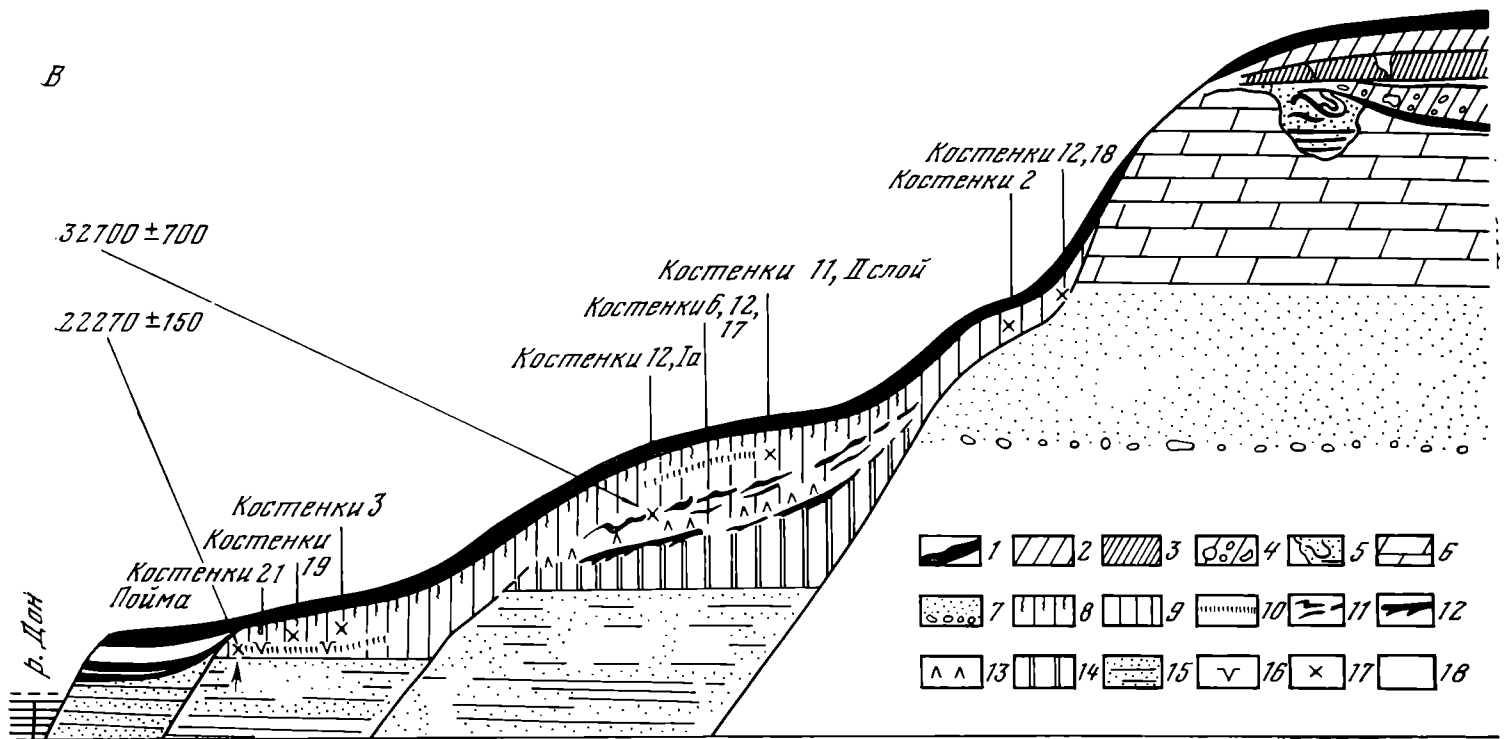 В
Костенки 12,18
Костенки 2
32700 ± 700
Костенки 11, II слой
Костенки 6, 12,
17
22270 ± 150
Костенки 12, Iа
Костенки 3
Костенки
19
Костенки 21
Пойма
р. Дон
1 2 3 4 5 6
7 8 9 10 11 12
13 14 15 16 17 18